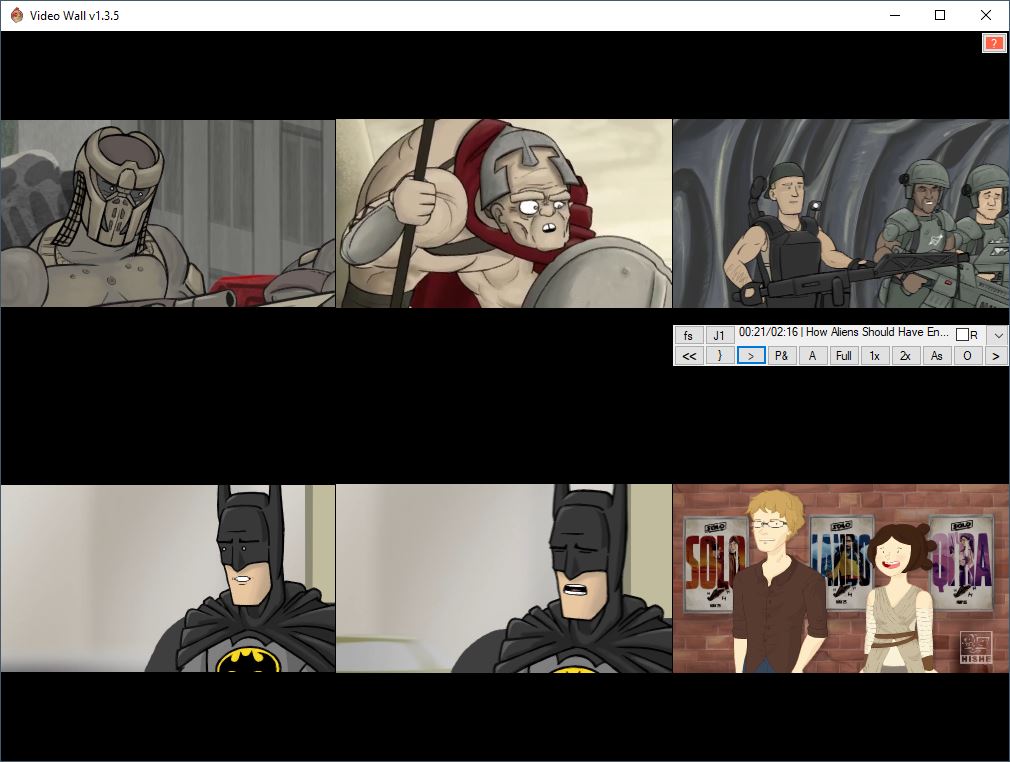 Video Wall v1.3.5
?
fs J1 00:21/02:16 | How Aliens Should Have En... R
<< } > P& A Full 1x 2x As O >
SOLO SOLO SOLO
SOLO LANDO QI'RA
HISHE